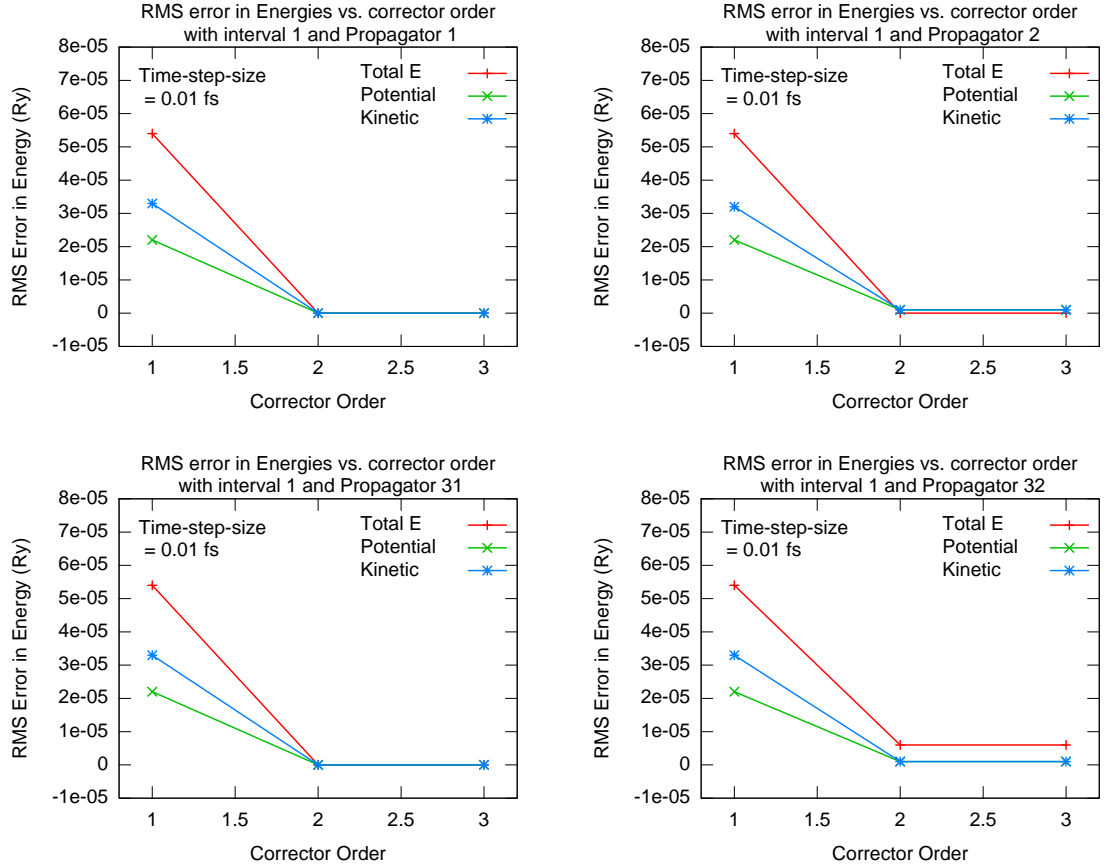 RMS error in Energies vs. corrector order
with interval 1 and Propagator 1
8e-05
7e-05
6e-05
5e-05
4e-05
3e-05
2e-05
1e-05
0
-1e-05
RMS Error in Energy (Ry)
Time-step-size
= 0.01 fs
Total E
Potential
Kinetic
1 1.5 2 2.5 3
Corrector Order
RMS error in Energies vs. corrector order
with interval 1 and Propagator 2
8e-05
7e-05
6e-05
5e-05
4e-05
3e-05
2e-05
1e-05
0
-1e-05
RMS Error in Energy (Ry)
Time-step-size
= 0.01 fs
Total E
Potential
Kinetic
1 1.5 2 2.5 3
Corrector Order
RMS error in Energies vs. corrector order
with interval 1 and Propagator 31
8e-05
7e-05
6e-05
5e-05
4e-05
3e-05
2e-05
1e-05
0
-1e-05
RMS Error in Energy (Ry)
Time-step-size
= 0.01 fs
Total E
Potential
Kinetic
1 1.5 2 2.5 3
Corrector Order
RMS error in Energies vs. corrector order
with interval 1 and Propagator 32
8e-05
7e-05
6e-05
5e-05
4e-05
3e-05
2e-05
1e-05
0
-1e-05
RMS Error in Energy (Ry)
Time-step-size
= 0.01 fs
Total E
Potential
Kinetic
1 1.5 2 2.5 3
Corrector Order